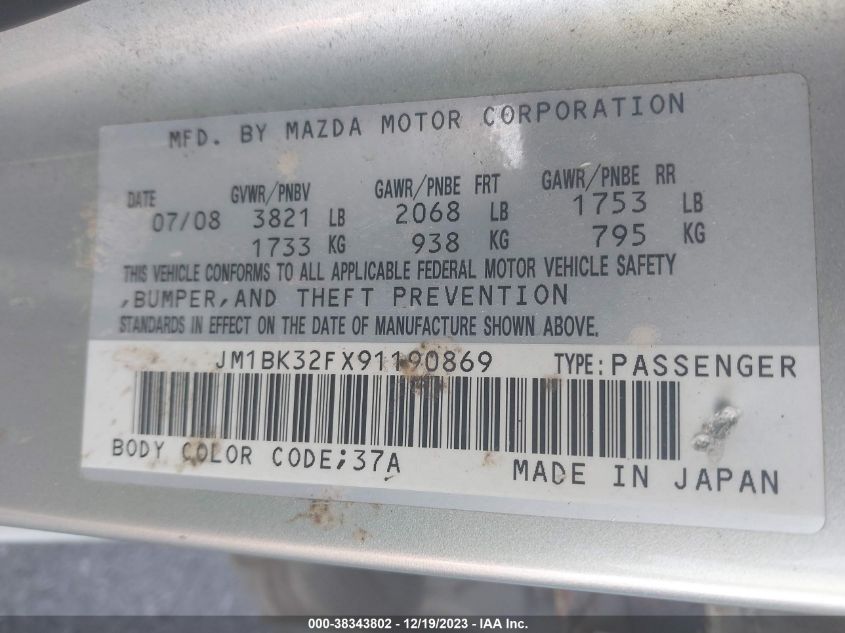 MFD. BY MAZDA MOTOR CORPORATION
DATE GVWR/PNBV GAWR/PNBE FRT GAWR/PNBE RR
07/08 3821 LB 2068 LB 1753 LB
1733 KG 938 KG 795 KG
THIS VEHICLE CONFORMS TO ALL APPLICABLE FEDERAL MOTOR VEHICLE SAFETY
,BUMPER,AND THEFT PREVENTION
STANDARDS IN EFFECT ON THE DATE OF MANUFACTURE SHOWN ABOVE.
JM1BK32FX91190869 TYPE:PASSENGER
BODY COLOR CODE;37A MADE IN JAPAN
000-38343802 - 12/19/2023 - IAA Inc.